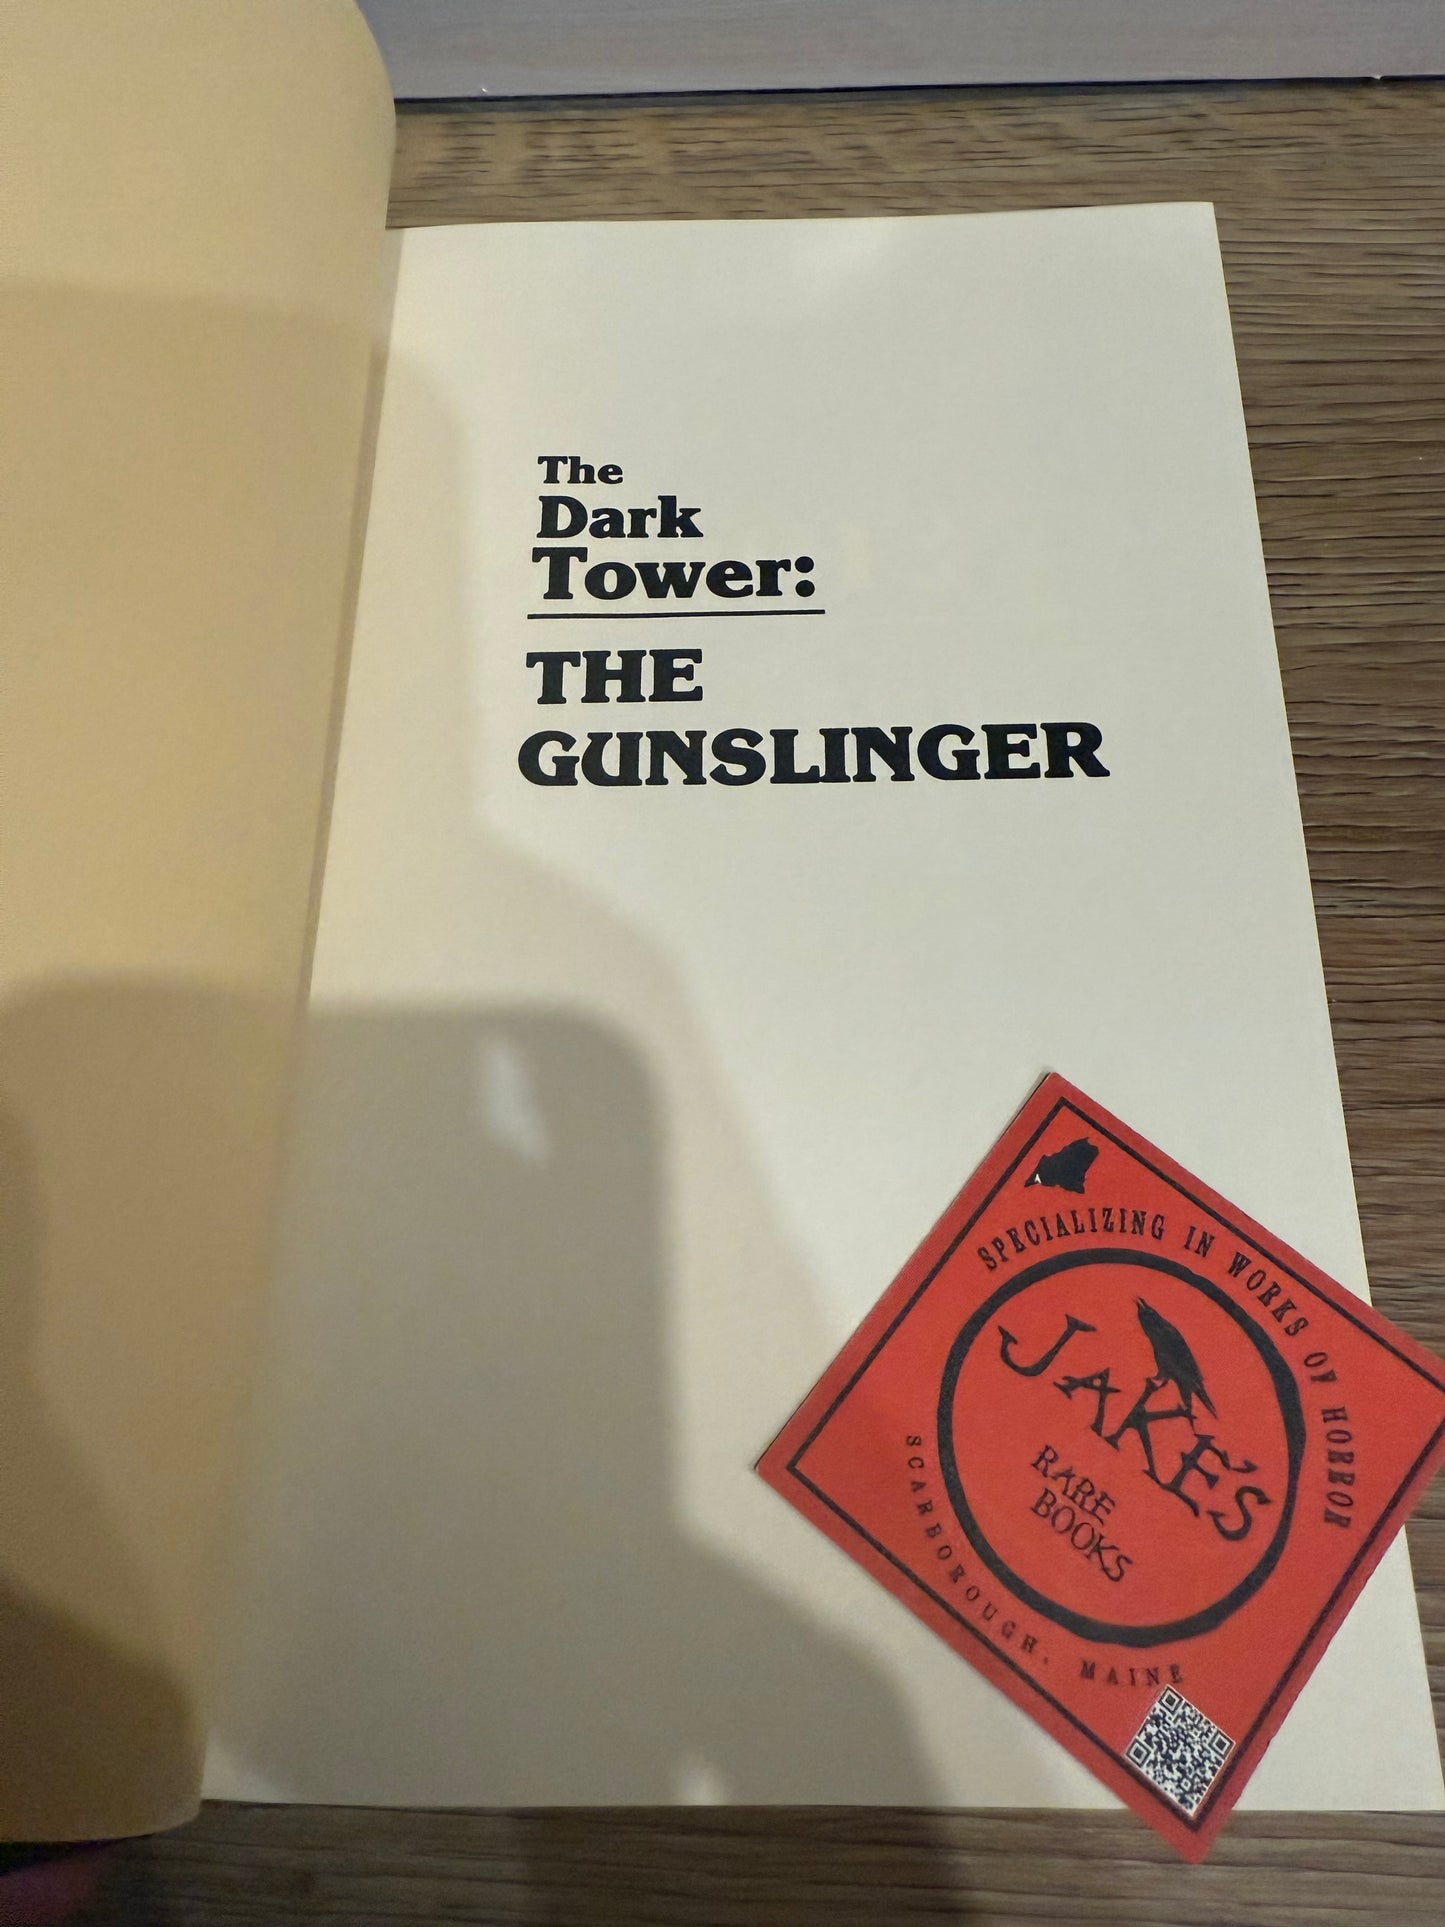 The
Dark
Tower:
THE
GUNSLINGER
SPECIALIZING IN WORKS OF HORROR
JAKE'S
RARE
BOOKS
SCARBOROUGH, MAINE